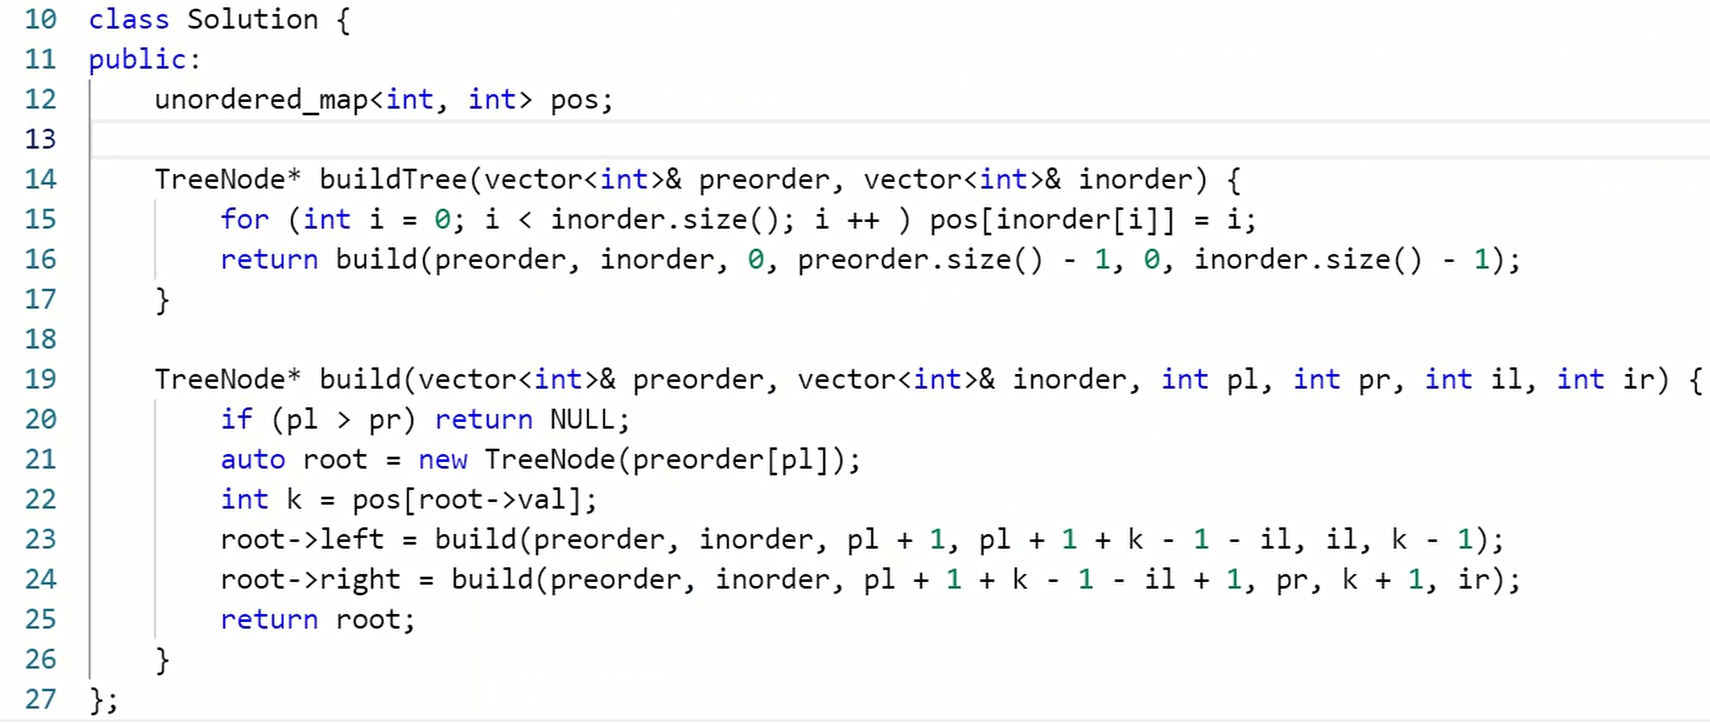 10 class Solution {
11 public:
12     unordered_map<int, int> pos;
13
14     TreeNode* buildTree(vector<int>& preorder, vector<int>& inorder) {
15         for (int i = 0; i < inorder.size(); i ++ ) pos[inorder[i]] = i;
16         return build(preorder, inorder, 0, preorder.size() - 1, 0, inorder.size() - 1);
17     }
18
19     TreeNode* build(vector<int>& preorder, vector<int>& inorder, int pl, int pr, int il, int ir) {
20         if (pl > pr) return NULL;
21         auto root = new TreeNode(preorder[pl]);
22         int k = pos[root->val];
23         root->left = build(preorder, inorder, pl + 1, pl + 1 + k - 1 - il, il, k - 1);
24         root->right = build(preorder, inorder, pl + 1 + k - 1 - il + 1, pr, k + 1, ir);
25         return root;
26     }
27 };